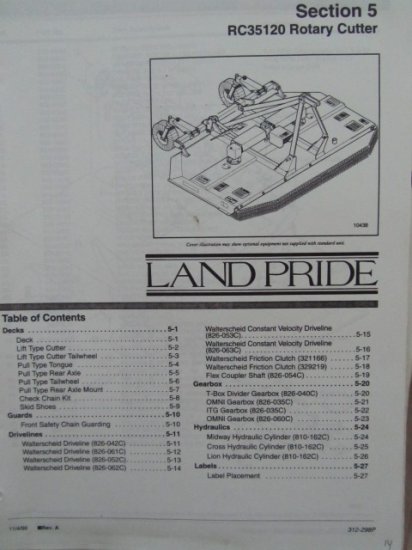 Section 5
RC35120 Rotary Cutter
10438
Cover illustration may show optional equipment not supplied with standard unit.
LAND PRIDE
Table of Contents
Decks 5-1
Deck 5-1
Lift Type Cutter 5-2
Lift Type Cutter Tailwheel 5-3
Pull Type Tongue 5-4
Pull Type Rear Axle 5-5
Pull Type Tailwheel 5-6
Pull Type Rear Axle Mount 5-7
Check Chain Kit 5-8
Skid Shoes 5-9
Guards 5-10
Front Safety Chain Guarding 5-10
Drivelines 5-11
Walterscheid Driveline (826-042C) 5-11
Walterscheid Driveline (826-061C) 5-12
Walterscheid Driveline (826-052C) 5-13
Walterscheid Driveline (826-062C) 5-14
Walterscheid Constant Velocity Driveline
(826-053C) 5-15
Walterscheid Constant Velocity Driveline
(826-063C) 5-16
Walterscheid Friction Clutch (321166) 5-17
Walterscheid Friction Clutch (329219) 5-18
Flex Coupler Shaft (826-054C) 5-19
Gearbox 5-20
T-Box Divider Gearbox (826-040C) 5-20
OMNI Gearbox (826-035C) 5-21
ITG Gearbox (826-035C) 5-22
OMNI Gearbox (826-060C) 5-23
Hydraulics 5-24
Midway Hydraulic Cylinder (810-162C) 5-24
Cross Hydraulic Cylinder (810-162C) 5-25
Lion Hydraulic Cylinder (810-162C) 5-26
Labels 5-27
Label Placement 5-27
Rev. A
312-298P
14